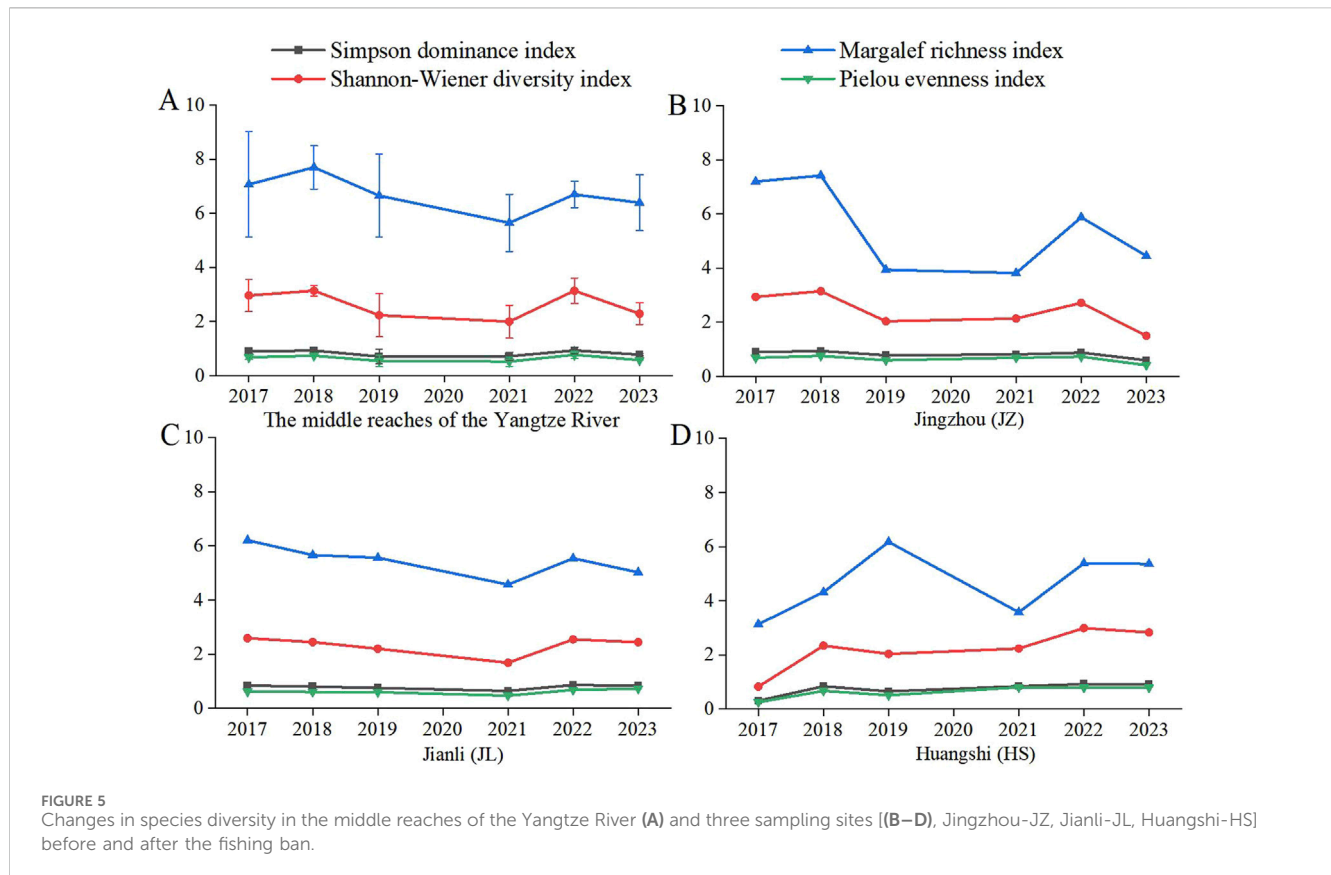 Simpson dominance index
Shannon-Wiener diversity index
Margalef richness index
Pielou evenness index
A
10
8
6
4
2
0
2017 2018 2019 2020 2021 2022 2023
The middle reaches of the Yangtze River
B
10
8
6
4
2
0
2017 2018 2019 2020 2021 2022 2023
Jingzhou (JZ)
C
10
8
6
4
2
0
2017 2018 2019 2020 2021 2022 2023
Jianli (JL)
D
10
8
6
4
2
0
2017 2018 2019 2020 2021 2022 2023
Huangshi (HS)
FIGURE 5
Changes in species diversity in the middle reaches of the Yangtze River (A) and three sampling sites [(B–D), Jingzhou-JZ, Jianli-JL, Huangshi-HS]
before and after the fishing ban.